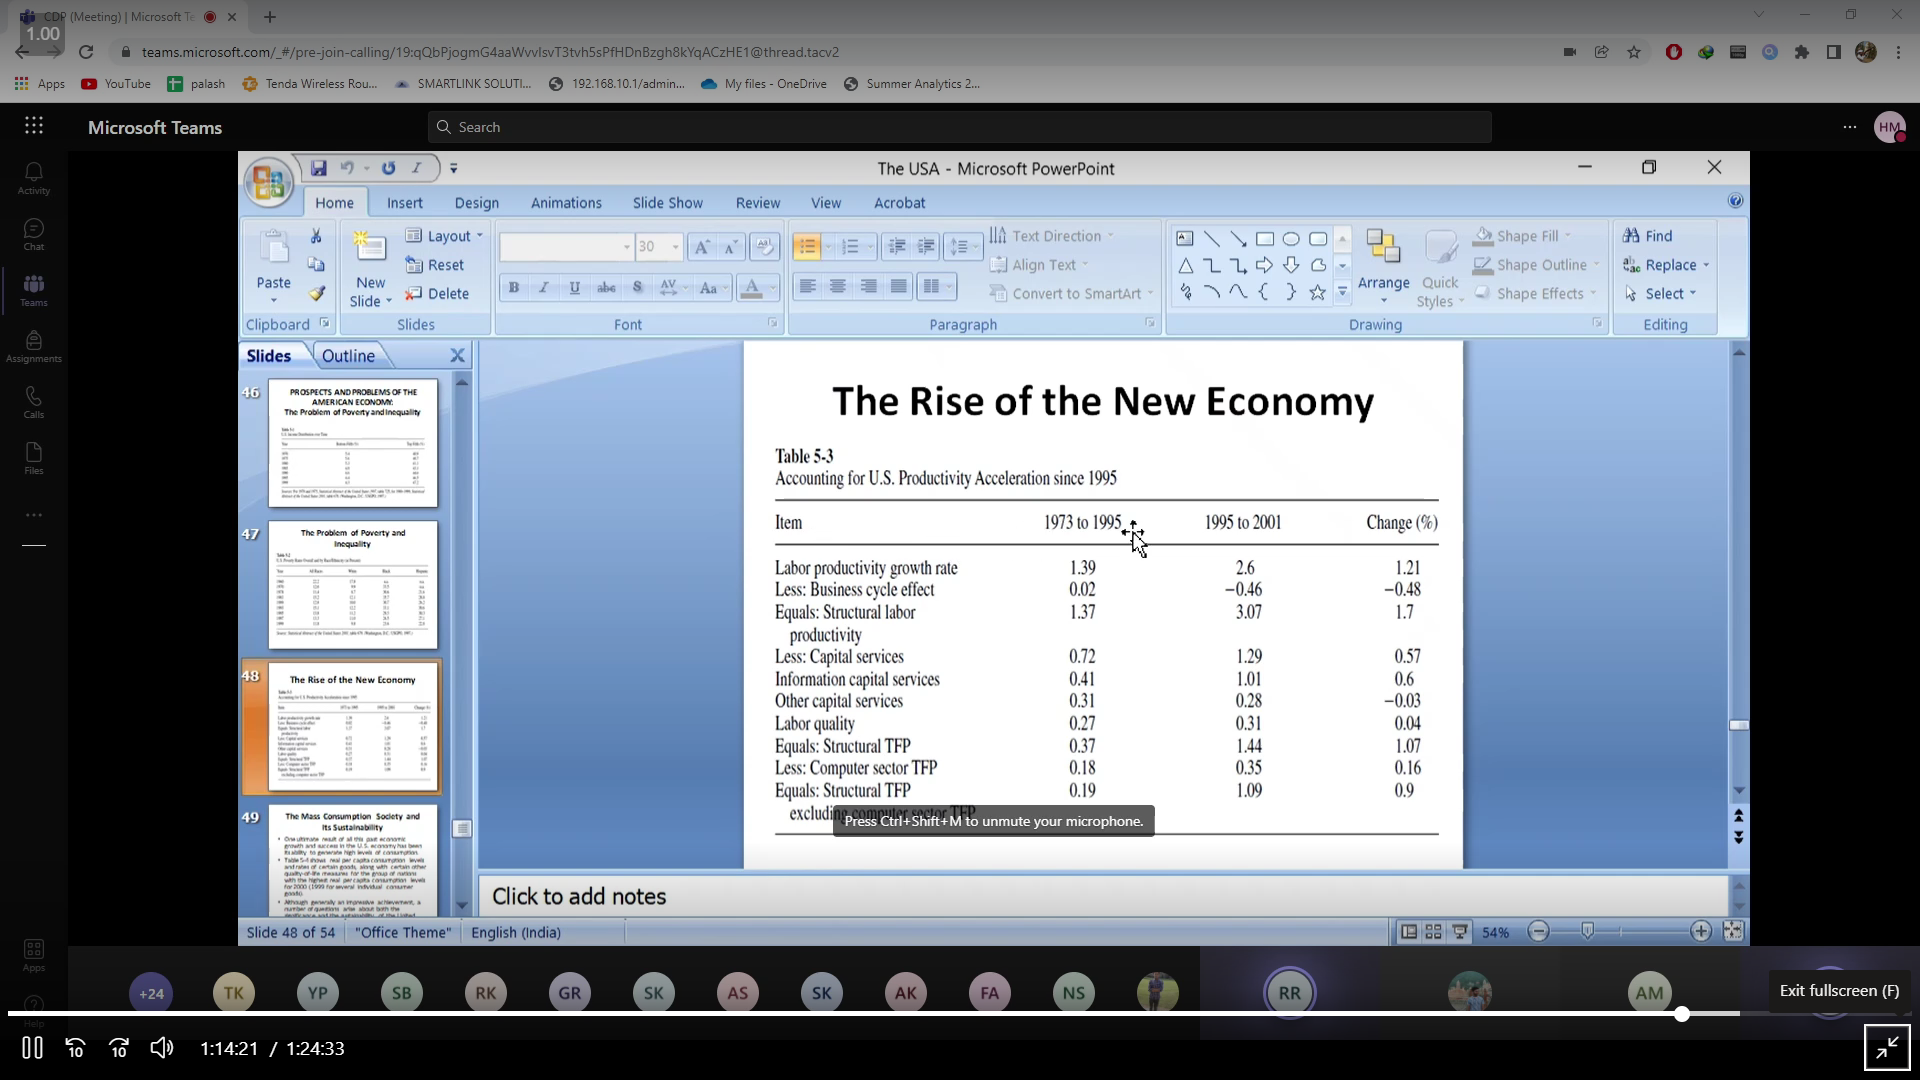 CDP (Meeting) | Microsoft Te
1.00
teams.microsoft.com/_#/pre-join-calling/19:qQbPjogmG4aaWvvlsvT3tvh5sPfHDnBzgh8kYqACzHE1@thread.tacv2
Apps YouTube palash Tenda Wireless Rou... SMARTLINK SOLUTI... 192.168.10.1/admin... My files - OneDrive Summer Analytics 2...
Microsoft Teams
Search
HM
Activity
Chat
Teams
Assignments
Calls
Files
Apps
Help
The USA - Microsoft PowerPoint
Home Insert Design Animations Slide Show Review View Acrobat
Paste
Clipboard
New Slide
Layout
Reset
Delete
Slides
30
Font
Text Direction
Align Text
Convert to SmartArt
Paragraph
Arrange
Quick Styles
Shape Fill
Shape Outline
Shape Effects
Drawing
Find
Replace
Select
Editing
Slides Outline
46
PROSPECTS AND PROBLEMS OF THE
AMERICAN ECONOMY:
The Problem of Poverty and Inequality
47
The Problem of Poverty and
Inequality
48
The Rise of the New Economy
49
The Mass Consumption Society and
Its Sustainability
The Rise of the New Economy
Table 5-3
Accounting for U.S. Productivity Acceleration since 1995
Item 1973 to 1995 1995 to 2001 Change (%)
Labor productivity growth rate 1.39 2.6 1.21
Less: Business cycle effect 0.02 −0.46 −0.48
Equals: Structural labor 1.37 3.07 1.7
productivity
Less: Capital services 0.72 1.29 0.57
Information capital services 0.41 1.01 0.6
Other capital services 0.31 0.28 −0.03
Labor quality 0.27 0.31 0.04
Equals: Structural TFP 0.37 1.44 1.07
Less: Computer sector TFP 0.18 0.35 0.16
Equals: Structural TFP 0.19 1.09 0.9
excluding computer sector TFP
Press Ctrl+Shift+M to unmute your microphone.
Click to add notes
Slide 48 of 54 "Office Theme" English (India) 54%
+24 TK YP SB RK GR SK AS SK AK FA NS RR AM
Exit fullscreen (F)
10 10 1:14:21 / 1:24:33